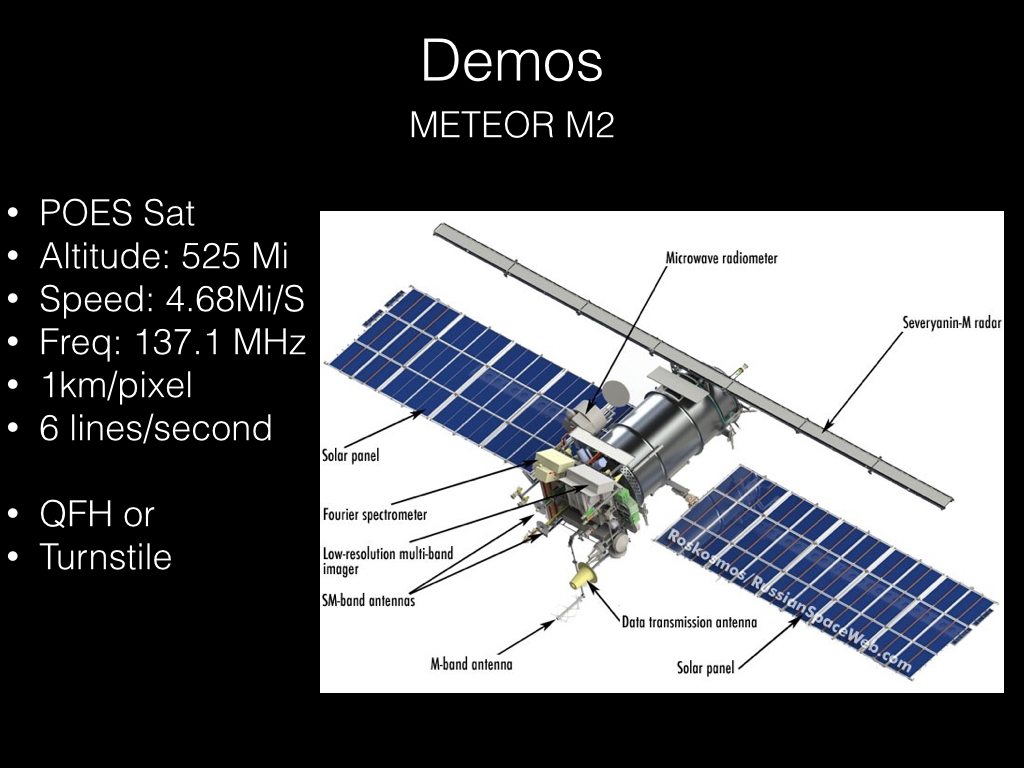 Demos
METEOR M2
• POES Sat
• Altitude: 525 Mi
• Speed: 4.68Mi/S
• Freq: 137.1 MHz
• 1km/pixel
• 6 lines/second
• QFH or
• Turnstile
Microwave radiometer
Severyanin-M radar
Solar panel
Fourier spectrometer
Low-resolution multi-band
imager
SM-band antennas
Data transmission antenna
M-band antenna
Solar panel
Roskosmos/RussianSpaceWeb.com